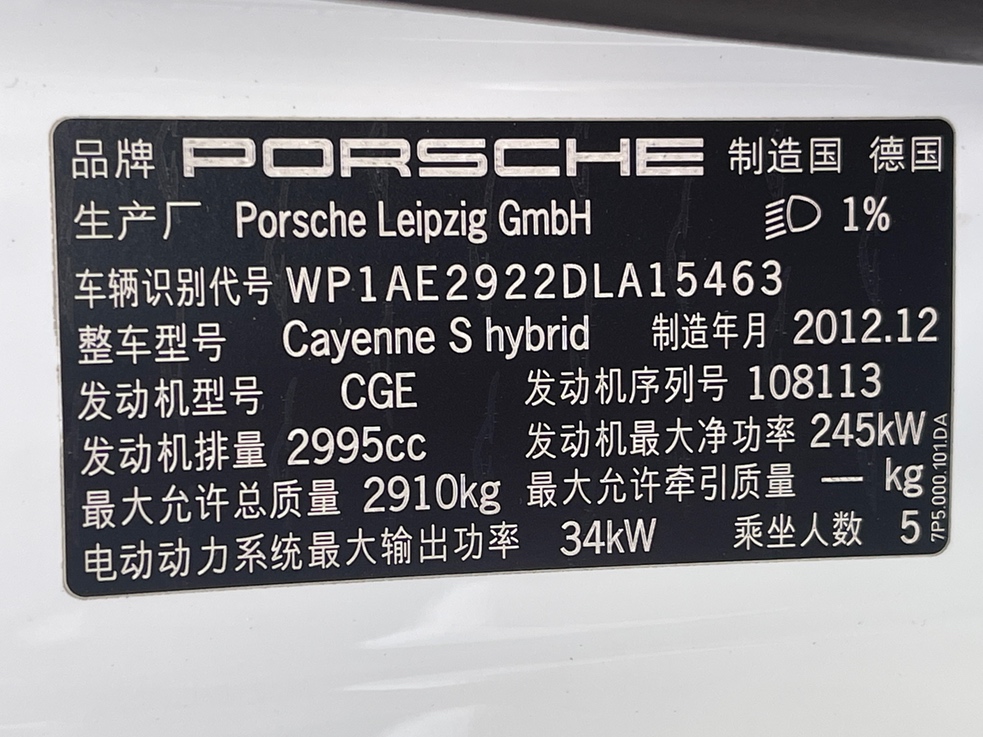 品牌 PORSCHE 制造国 德国
生产厂 Porsche Leipzig GmbH 1%
车辆识别代号 WP1AE2922DLA15463
整车型号 Cayenne S hybrid 制造年月 2012.12
发动机型号 CGE 发动机序列号 108113
发动机排量 2995cc 发动机最大净功率 245kW
最大允许总质量 2910kg 最大允许牵引质量 — kg
电动动力系统最大输出功率 34kW 乘坐人数 5
7P5.000.101.DA